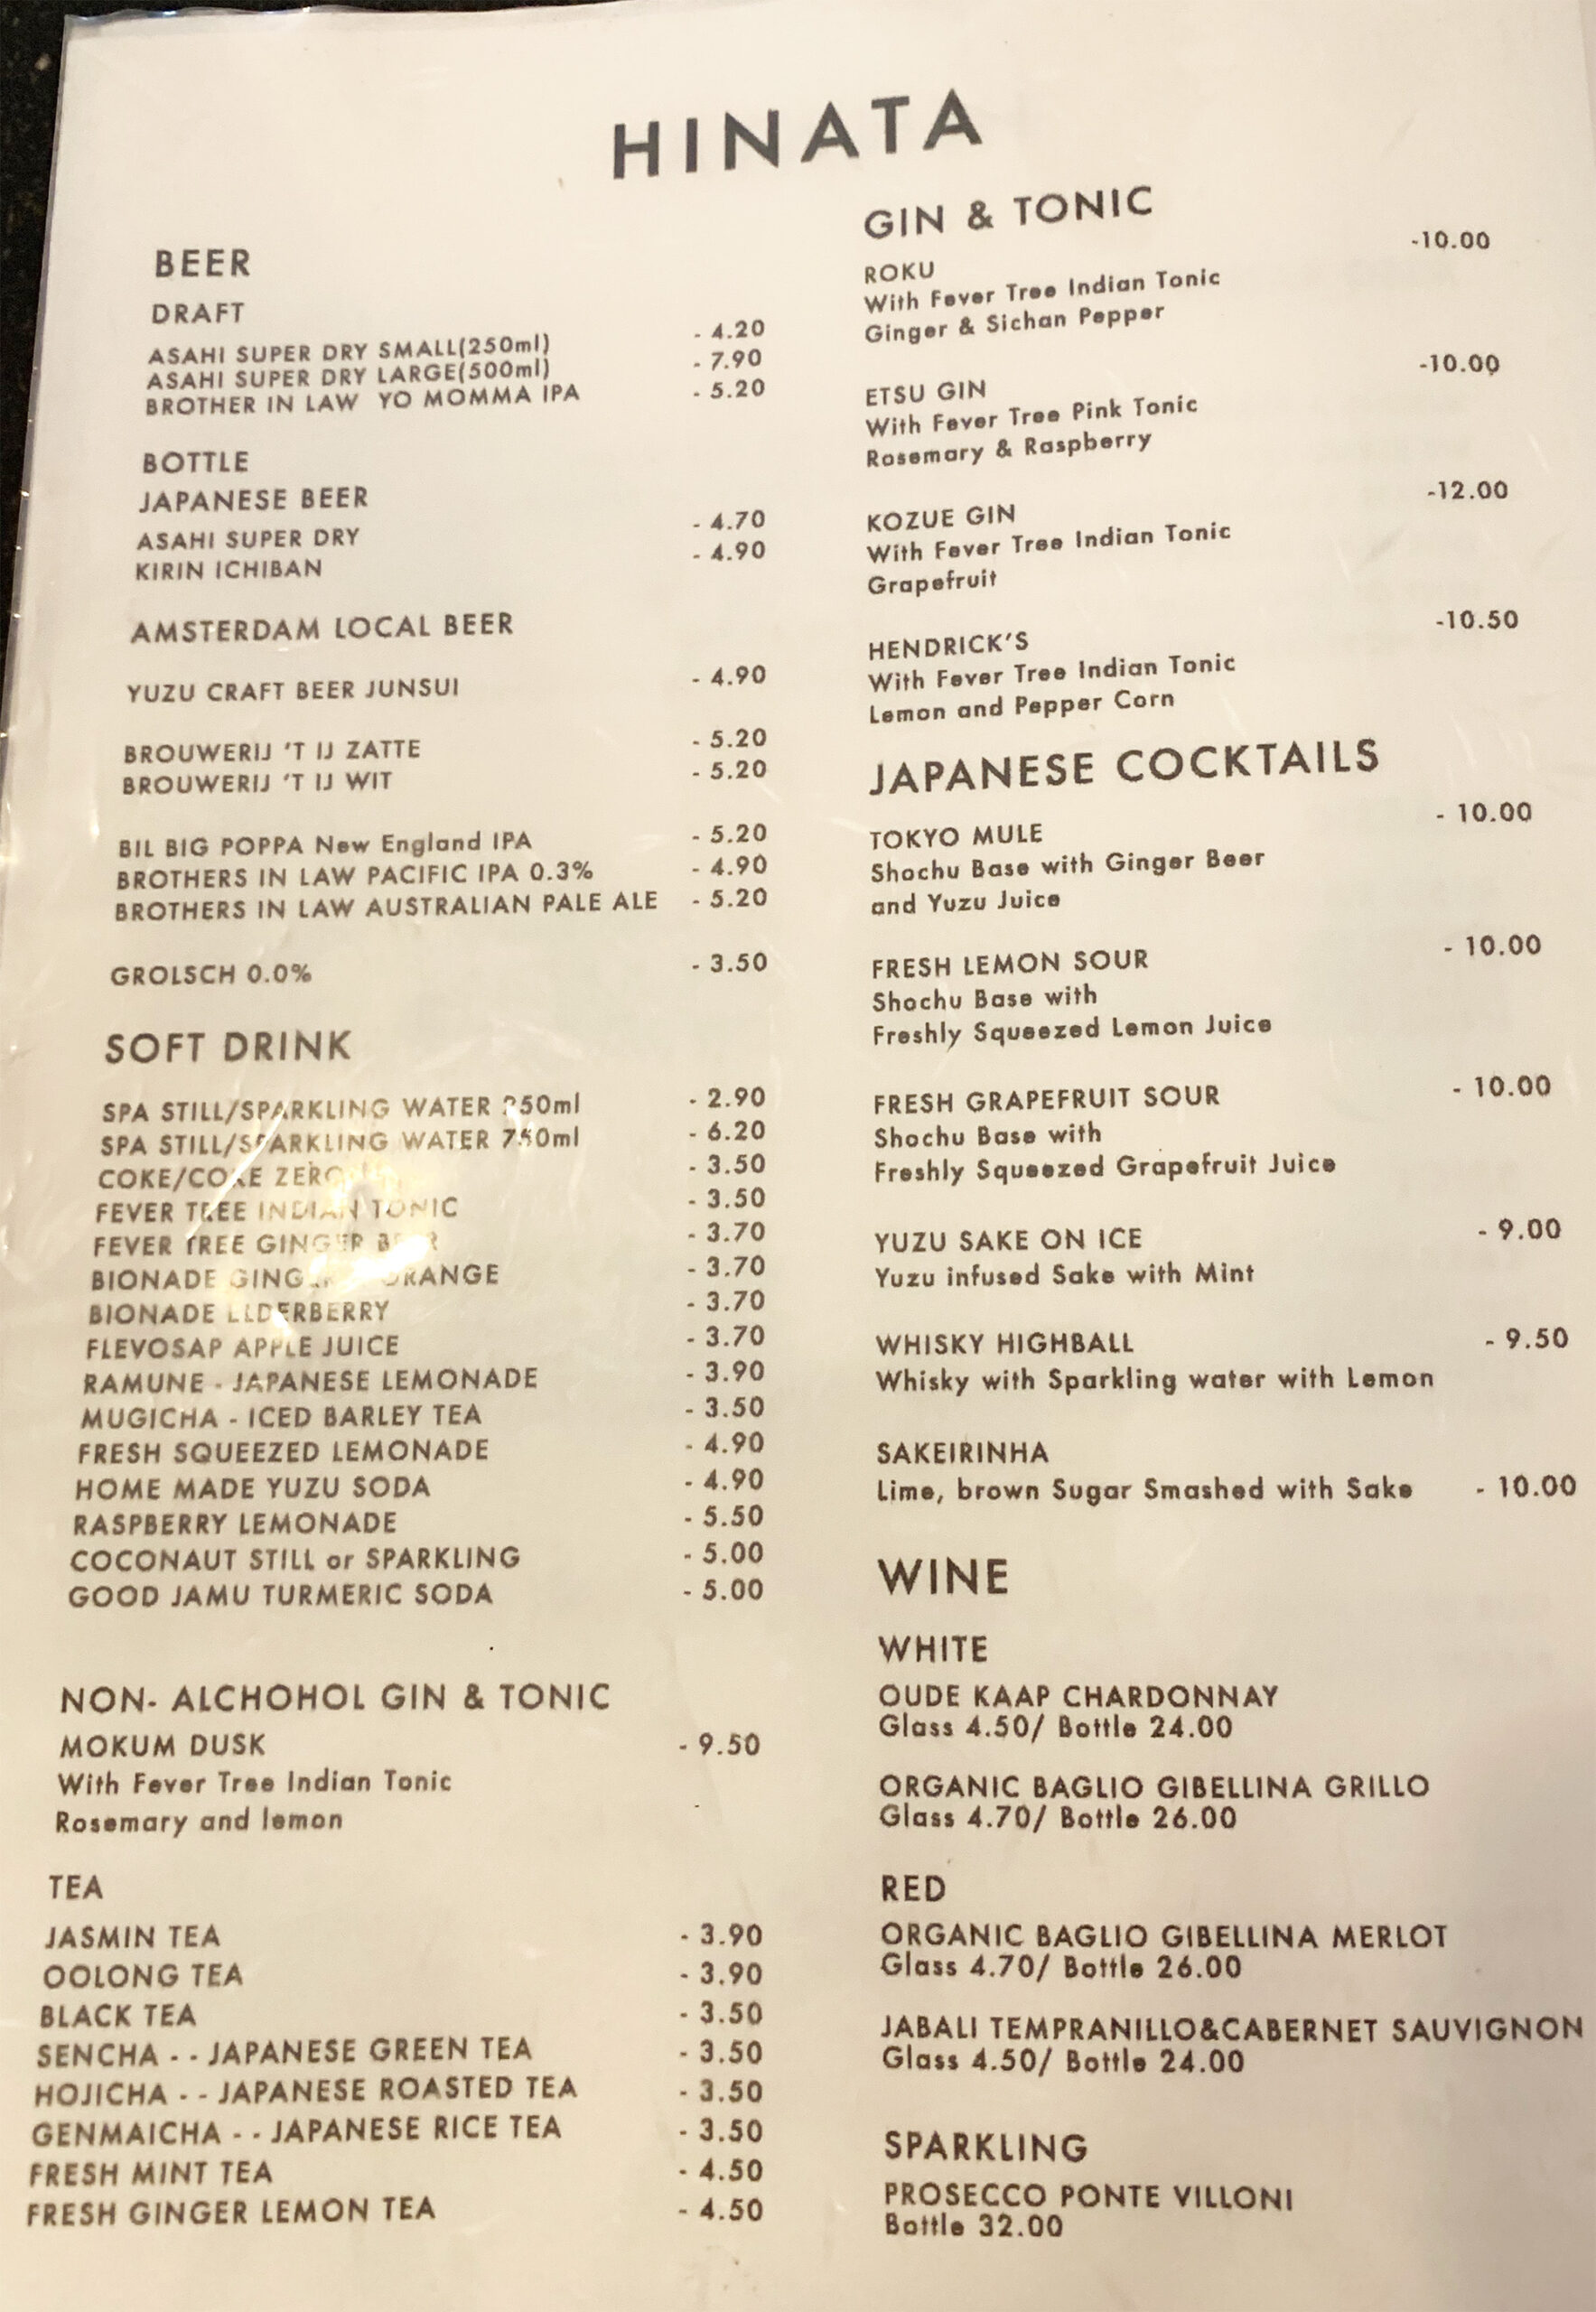 HINATA
BEER
DRAFT
ASAHI SUPER DRY SMALL(250ml) - 4.20
ASAHI SUPER DRY LARGE(500ml) - 7.90
BROTHER IN LAW YO MOMMA IPA - 5.20
BOTTLE
JAPANESE BEER
ASAHI SUPER DRY - 4.70
KIRIN ICHIBAN - 4.90
AMSTERDAM LOCAL BEER
YUZU CRAFT BEER JUNSUI - 4.90
BROUWERIJ 'T IJ ZATTE - 5.20
BROUWERIJ 'T IJ WIT - 5.20
BIL BIG POPPA New England IPA - 5.20
BROTHERS IN LAW PACIFIC IPA 0.3% - 4.90
BROTHERS IN LAW AUSTRALIAN PALE ALE - 5.20
GROLSCH 0.0% - 3.50
SOFT DRINK
SPA STILL/SPARKLING WATER - 2.90
SPA STILL/SPARKLING WATER 750ml - 6.20
COKE/COKE ZERO - 3.50
FEVER TREE INDIAN TONIC - 3.50
FEVER TREE GINGER BEER - 3.70
BIONADE GINGER ORANGE - 3.70
BIONADE ELDERBERRY - 3.70
FLEVOSAP APPLE JUICE - 3.70
RAMUNE - JAPANESE LEMONADE - 3.90
MUGICHA - ICED BARLEY TEA - 3.50
FRESH SQUEEZED LEMONADE - 4.90
HOME MADE YUZU SODA - 4.90
RASPBERRY LEMONADE - 5.50
COCONAUT STILL or SPARKLING - 5.00
GOOD JAMU TURMERIC SODA - 5.00
NON- ALCHOHOL GIN & TONIC
MOKUM DUSK - 9.50
With Fever Tree Indian Tonic
Rosemary and lemon
TEA
JASMIN TEA - 3.90
OOLONG TEA - 3.90
BLACK TEA - 3.50
SENCHA - - JAPANESE GREEN TEA - 3.50
HOJICHA - - JAPANESE ROASTED TEA - 3.50
GENMAICHA - - JAPANESE RICE TEA - 3.50
FRESH MINT TEA - 4.50
FRESH GINGER LEMON TEA - 4.50
GIN & TONIC
ROKU -10.00
With Fever Tree Indian Tonic
Ginger & Sichan Pepper
ETSU GIN -10.00
With Fever Tree Pink Tonic
Rosemary & Raspberry
KOZUE GIN -12.00
With Fever Tree Indian Tonic
Grapefruit
HENDRICK'S -10.50
With Fever Tree Indian Tonic
Lemon and Pepper Corn
JAPANESE COCKTAILS
TOKYO MULE - 10.00
Shochu Base with Ginger Beer
and Yuzu Juice
FRESH LEMON SOUR - 10.00
Shochu Base with
Freshly Squeezed Lemon Juice
FRESH GRAPEFRUIT SOUR - 10.00
Shochu Base with
Freshly Squeezed Grapefruit Juice
YUZU SAKE ON ICE - 9.00
Yuzu infused Sake with Mint
WHISKY HIGHBALL - 9.50
Whisky with Sparkling water with Lemon
SAKEIRINHA
Lime, brown Sugar Smashed with Sake - 10.00
WINE
WHITE
OUDE KAAP CHARDONNAY
Glass 4.50/ Bottle 24.00
ORGANIC BAGLIO GIBELLINA GRILLO
Glass 4.70/ Bottle 26.00
RED
ORGANIC BAGLIO GIBELLINA MERLOT
Glass 4.70/ Bottle 26.00
JABALI TEMPRANILLO&CABERNET SAUVIGNON
Glass 4.50/ Bottle 24.00
SPARKLING
PROSECCO PONTE VILLONI
Bottle 32.00